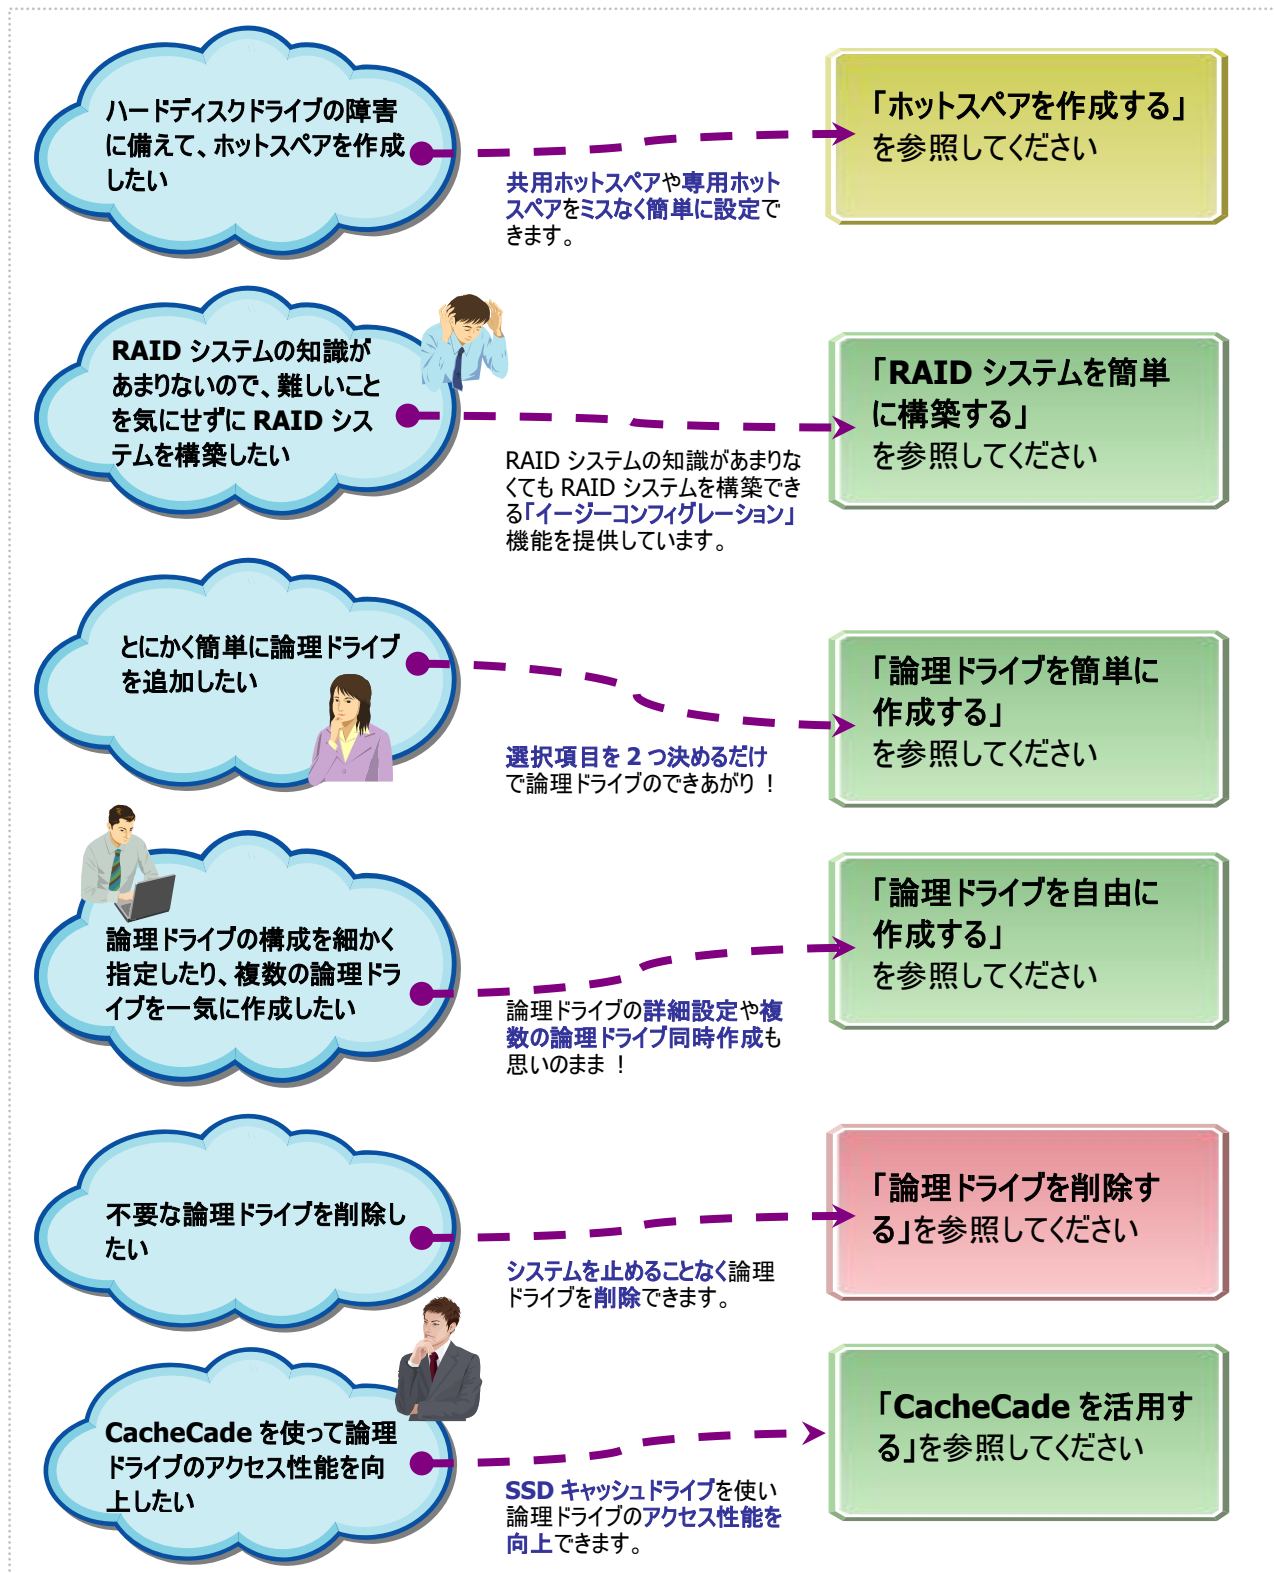 ハードディスクドライブの障害
に備えて、ホットスペアを作成
したい
共用ホットスペアや専用ホット
スペアをミスなく簡単に設定で
きます。
「ホットスペアを作成する」
を参照してください
RAID システムの知識が
あまりないので、難しいこと
を気にせずに RAID シス
テムを構築したい
RAID システムの知識があまりな
くても RAID システムを構築でき
る「イージーコンフィグレーション」
機能を提供しています。
「RAID システムを簡単
に構築する」
を参照してください
とにかく簡単に論理ドライブ
を追加したい
選択項目を 2 つ決めるだけ
で論理ドライブのできあがり！
「論理ドライブを簡単に
作成する」
を参照してください
論理ドライブの構成を細かく
指定したり、複数の論理ドラ
イブを一気に作成したい
論理ドライブの詳細設定や複
数の論理ドライブ同時作成も
思いのまま！
「論理ドライブを自由に
作成する」
を参照してください
不要な論理ドライブを削除し
たい
システムを止めることなく論理
ドライブを削除できます。
「論理ドライブを削除す
る」を参照してください
CacheCade を使って論理
ドライブのアクセス性能を向
上したい
SSD キャッシュドライブを使い
論理ドライブのアクセス性能を
向上できます。
「CacheCade を活用す
る」を参照してください